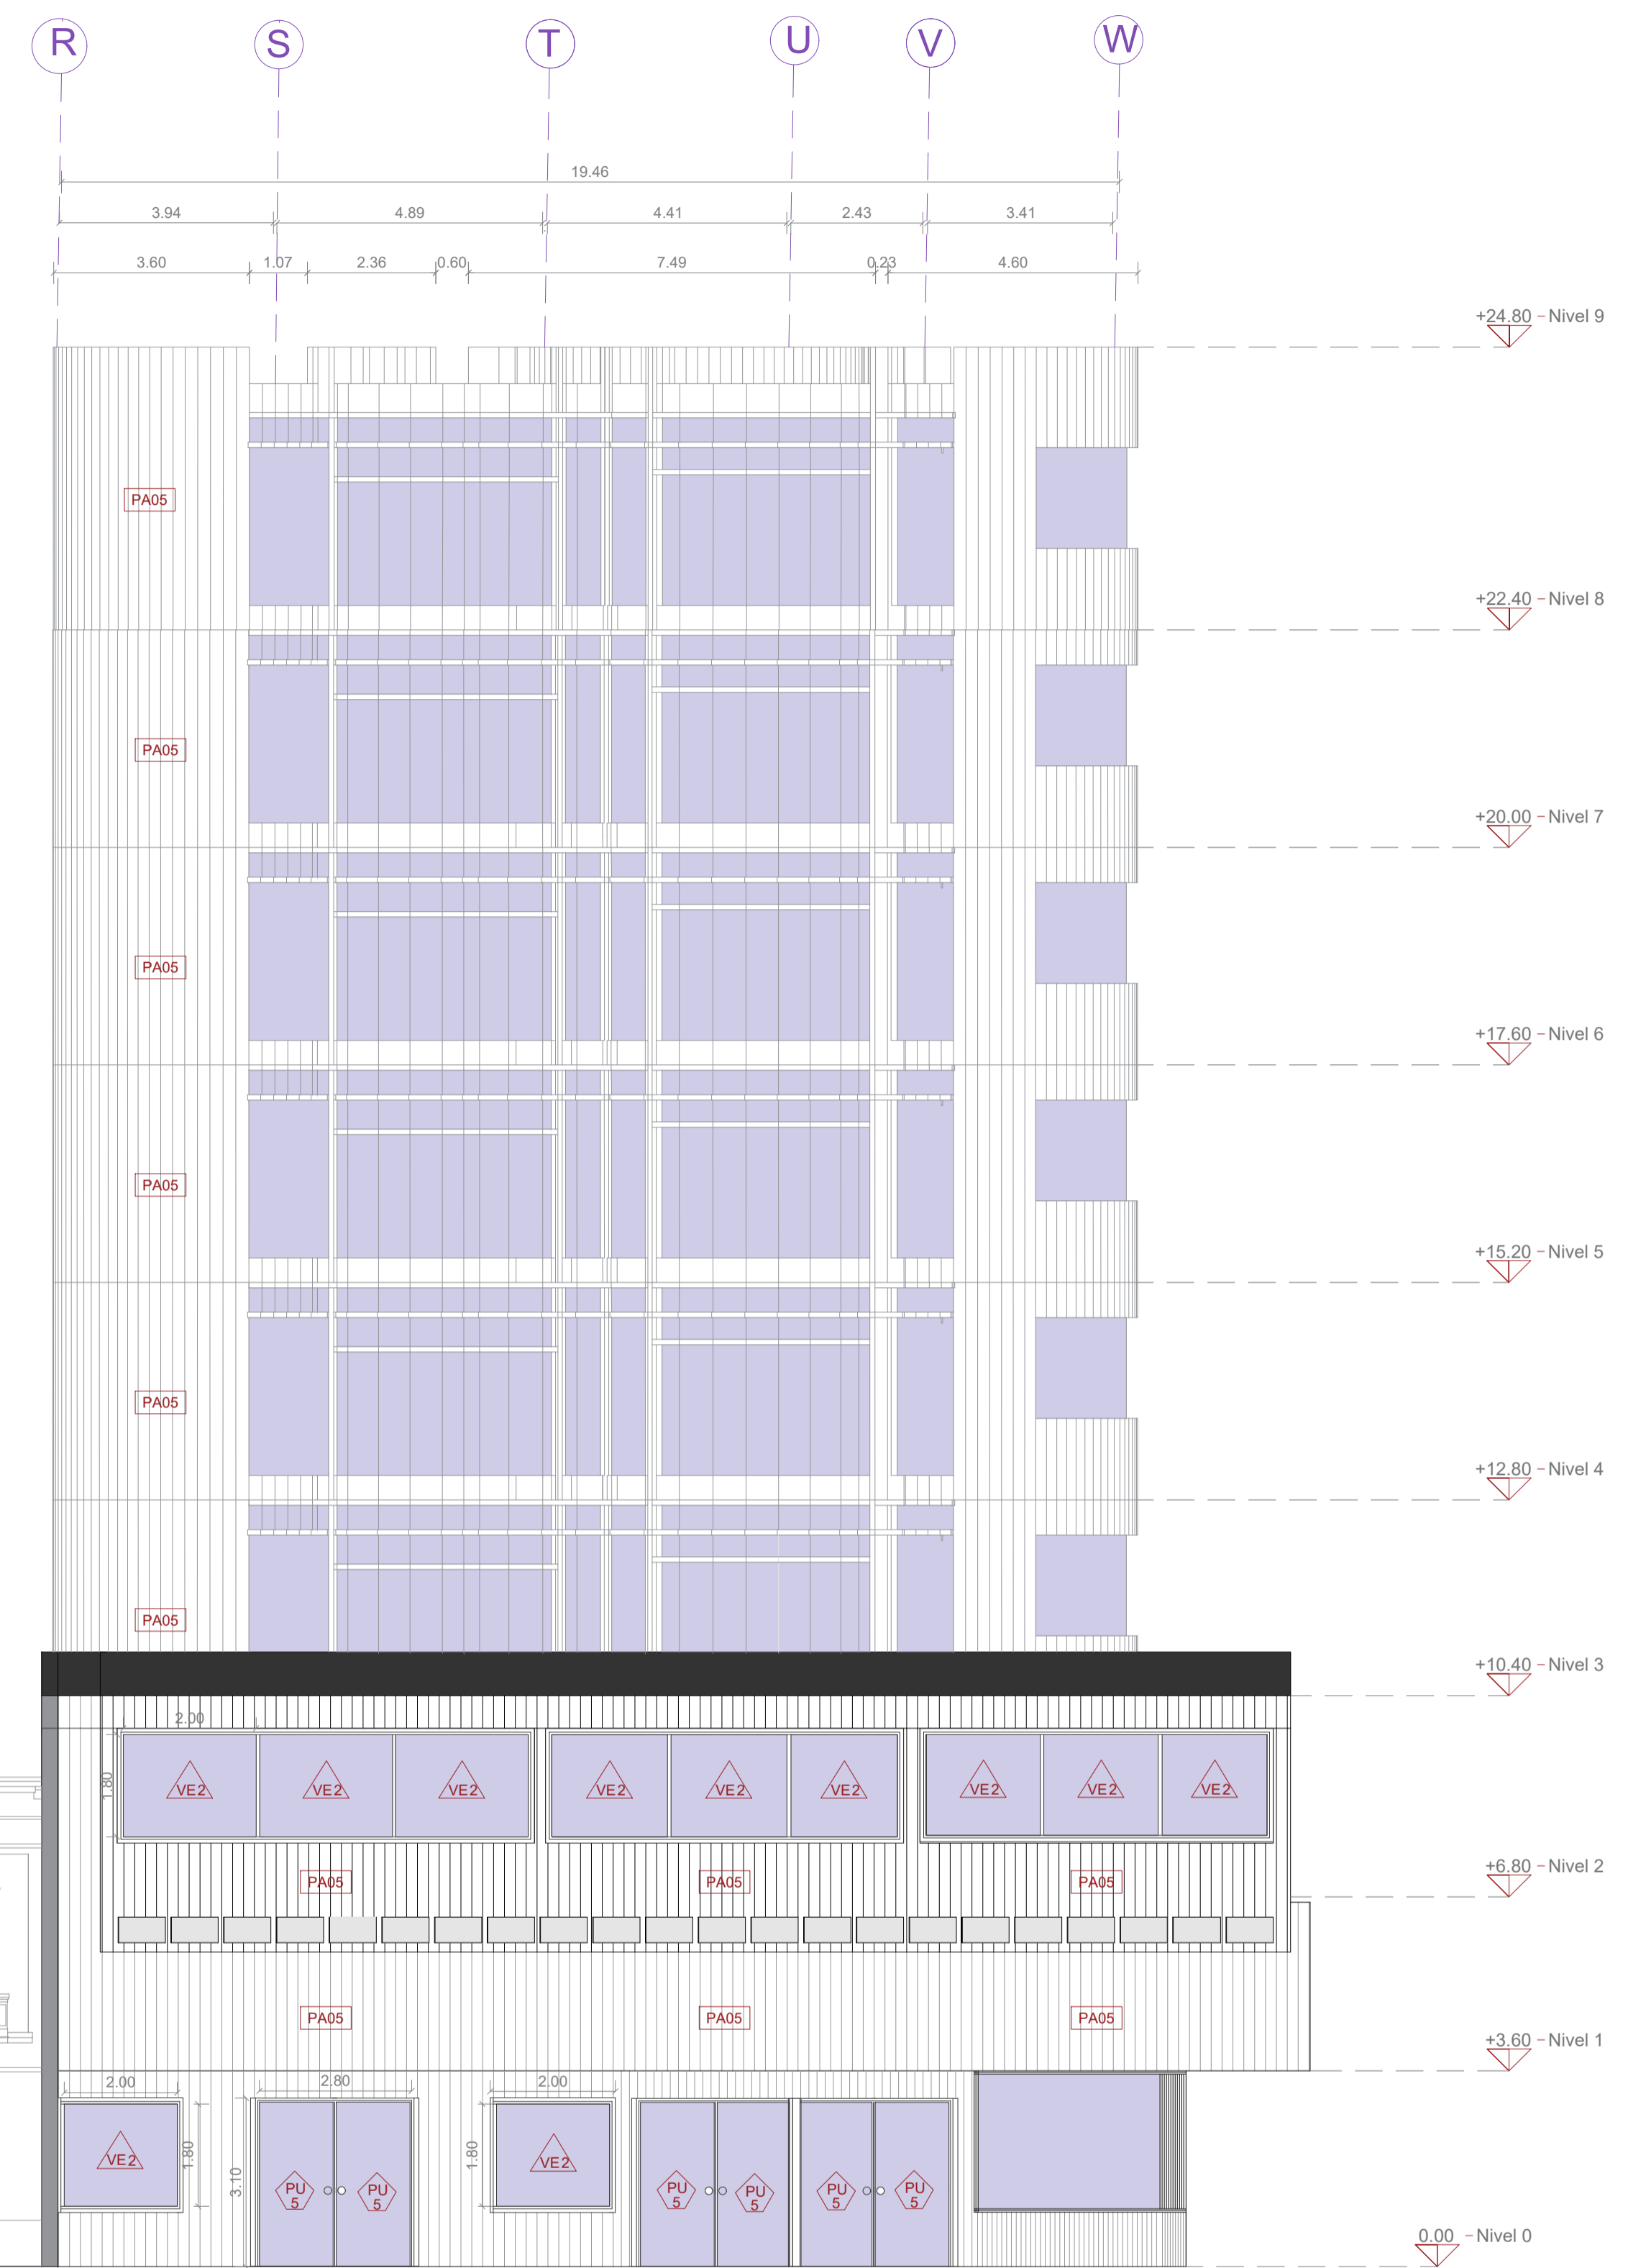 R S T U V W
19.46
3.94 4.89 4.41 2.43 3.41
3.60 1.07 2.36 0.60 7.49 0.23 4.60
+24.80 – Nivel 9
PA05
+22.40 – Nivel 8
PA05
+20.00 – Nivel 7
PA05
+17.60 – Nivel 6
PA05
+15.20 – Nivel 5
PA05
+12.80 – Nivel 4
PA05
+10.40 – Nivel 3
2.00
1.80
VE2 VE2 VE2 VE2 VE2 VE2 VE2 VE2 VE2
PA05 PA05 PA05
+6.80 – Nivel 2
PA05 PA05 PA05
+3.60 – Nivel 1
2.00 2.80 2.00
VE2 1.80 3.10 1.80 VE2
PU PU PU PU PU PU
5 5 5 5 5 5
0.00 – Nivel 0